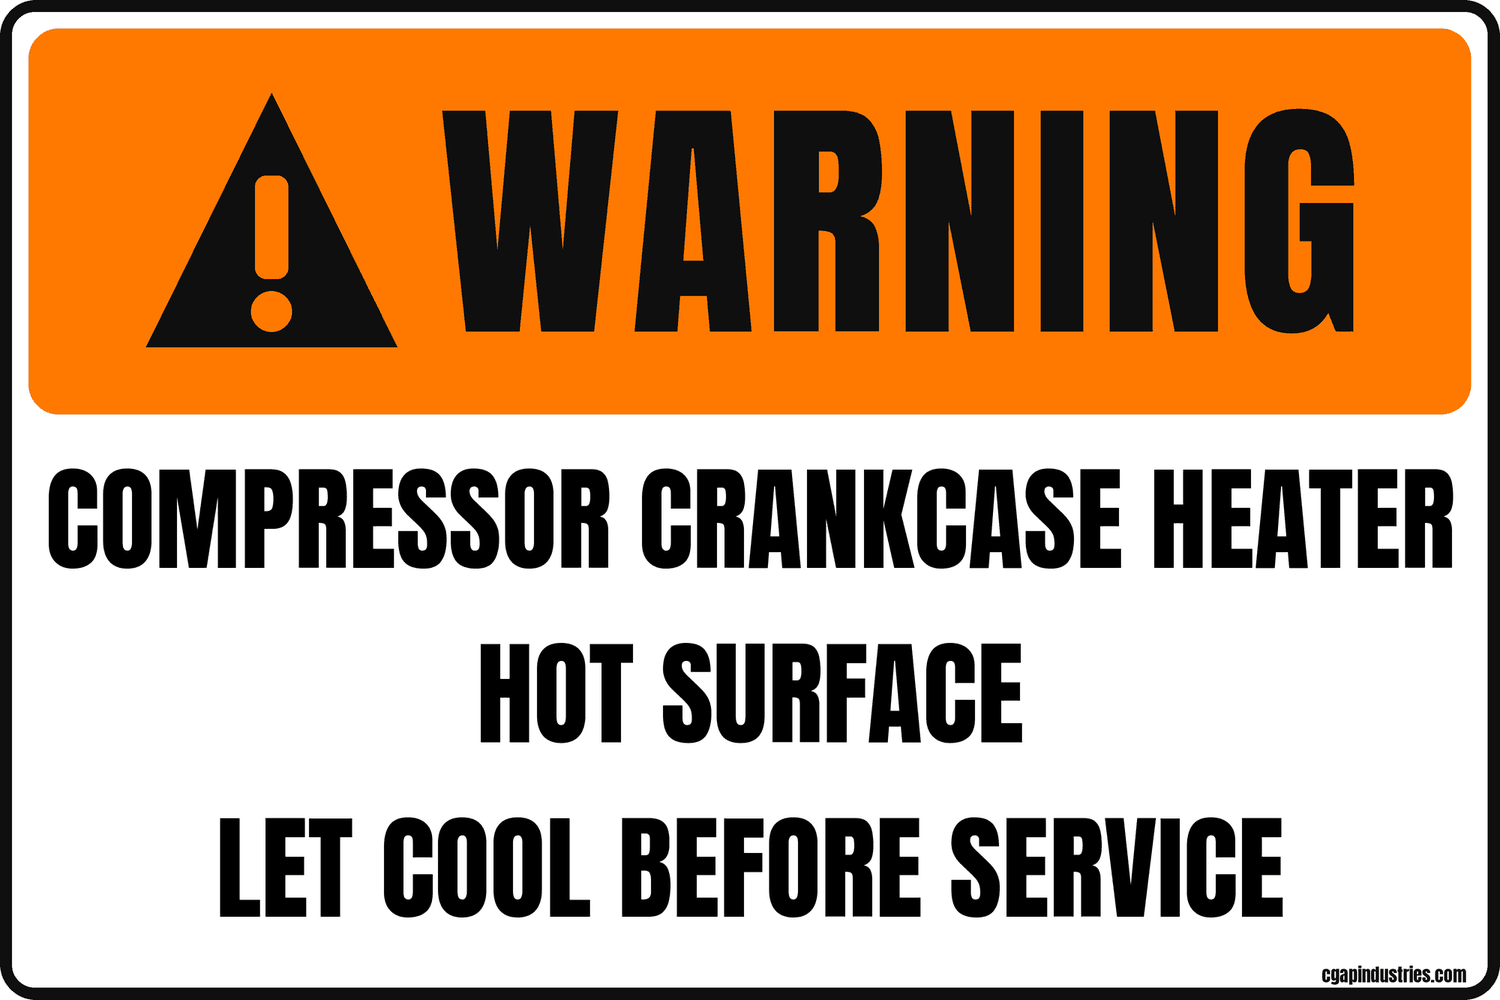 WARNING
COMPRESSOR CRANKCASE HEATER
HOT SURFACE
LET COOL BEFORE SERVICE
cgapindustries.com